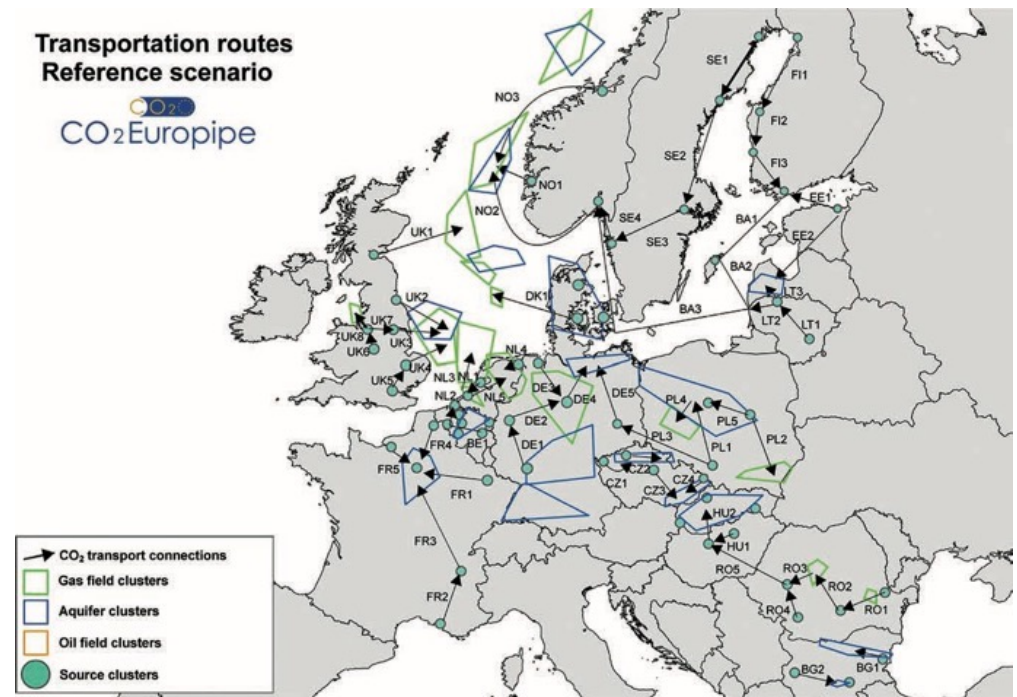 Transportation routes
Reference scenario
CO2
CO2Europipe
NO3
SE1
FI1
FI2
SE2
FI3
NO1
NO2
EE1
UK1
SE4
SE3
BA1
EE2
BA2
DK1
LT3
UK2
BA3
LT2
LT1
UK7
UK8
UK3
UK6
NL4
UK4
NL3
NL1
UK5
NL2
NL5
DE3
DE4
DE5
PL4
PL5
DE2
FR4
BE1
DE1
PL3
PL1
PL2
FR5
FR1
CZ1
CZ2
CZ3
CZ4
HU2
FR3
HU1
RO5
RO3
RO2
RO1
RO4
FR2
BG2
BG1
CO2 transport connections
Gas field clusters
Aquifer clusters
Oil field clusters
Source clusters